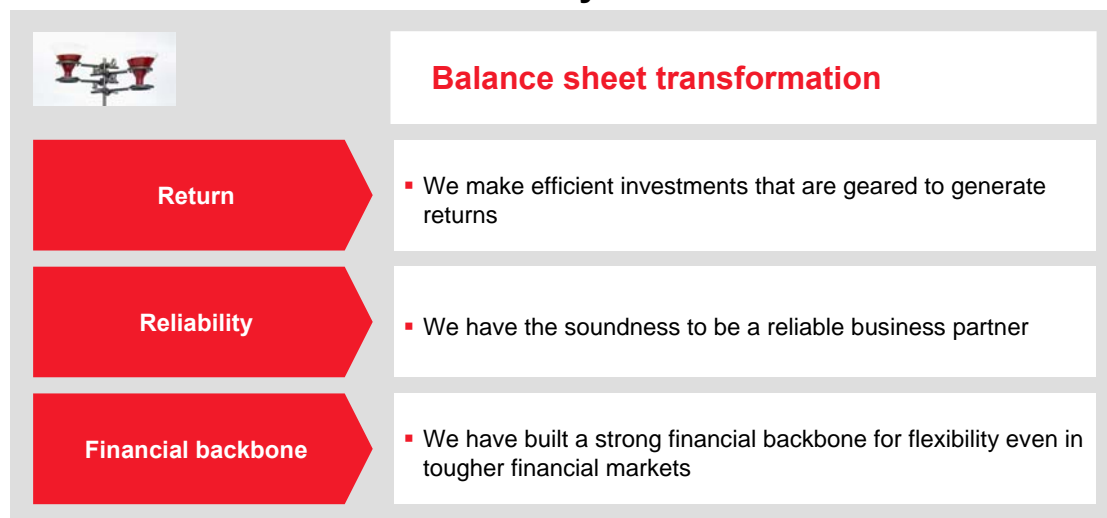 Balance sheet transformation
Return
▪ We make efficient investments that are geared to generate
returns
Reliability
▪ We have the soundness to be a reliable business partner
Financial backbone
▪ We have built a strong financial backbone for flexibility even in
tougher financial markets